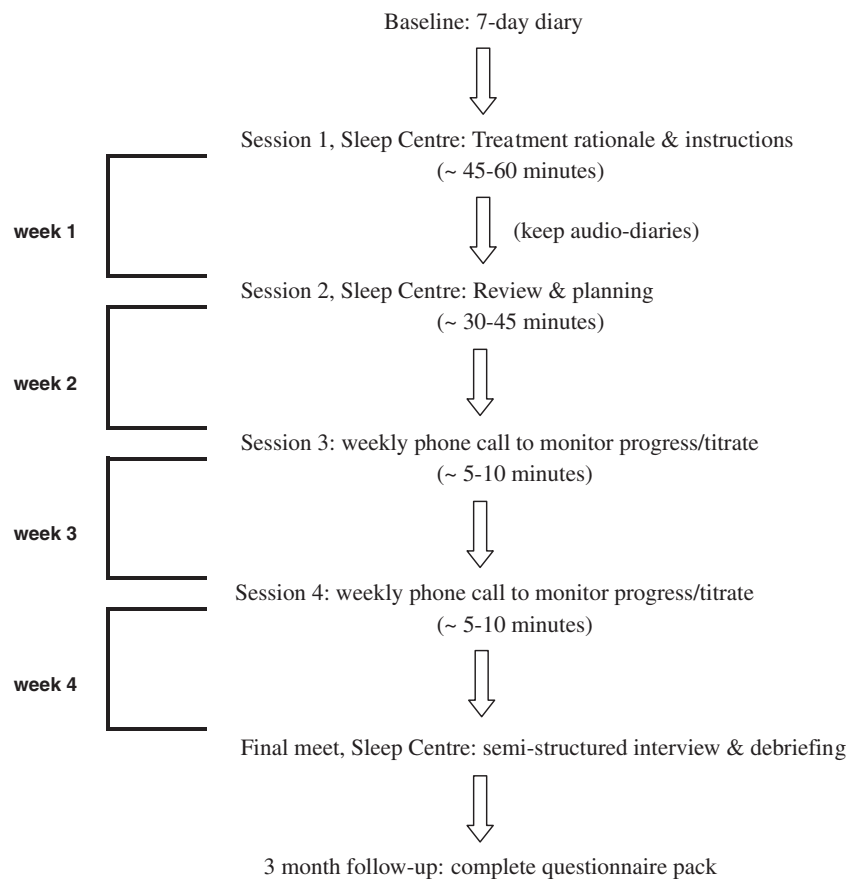 Baseline: 7-day diary
Session 1, Sleep Centre: Treatment rationale & instructions
(~ 45-60 minutes)
week 1
(keep audio-diaries)
Session 2, Sleep Centre: Review & planning
(~ 30-45 minutes)
week 2
Session 3: weekly phone call to monitor progress/titrate
(~ 5-10 minutes)
week 3
Session 4: weekly phone call to monitor progress/titrate
(~ 5-10 minutes)
week 4
Final meet, Sleep Centre: semi-structured interview & debriefing
3 month follow-up: complete questionnaire pack